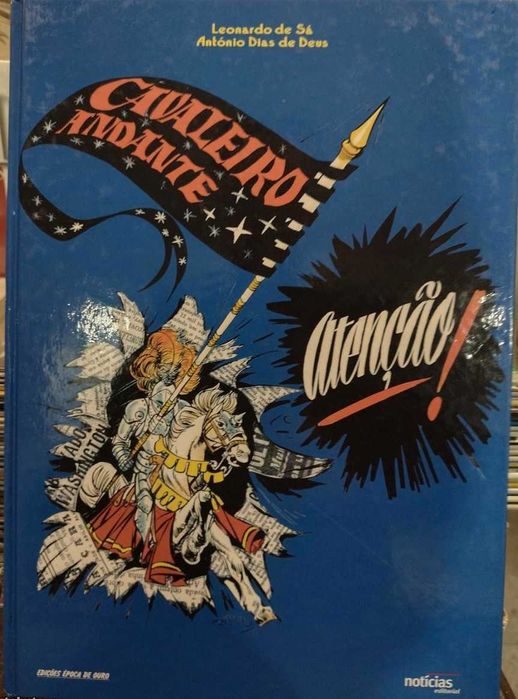 Leonardo de Sá
António Dias de Deus
CAVALEIRO
ANDANTE
Atenção!
EDIÇÕES ÉPOCA DE OURO
notícias
editorial